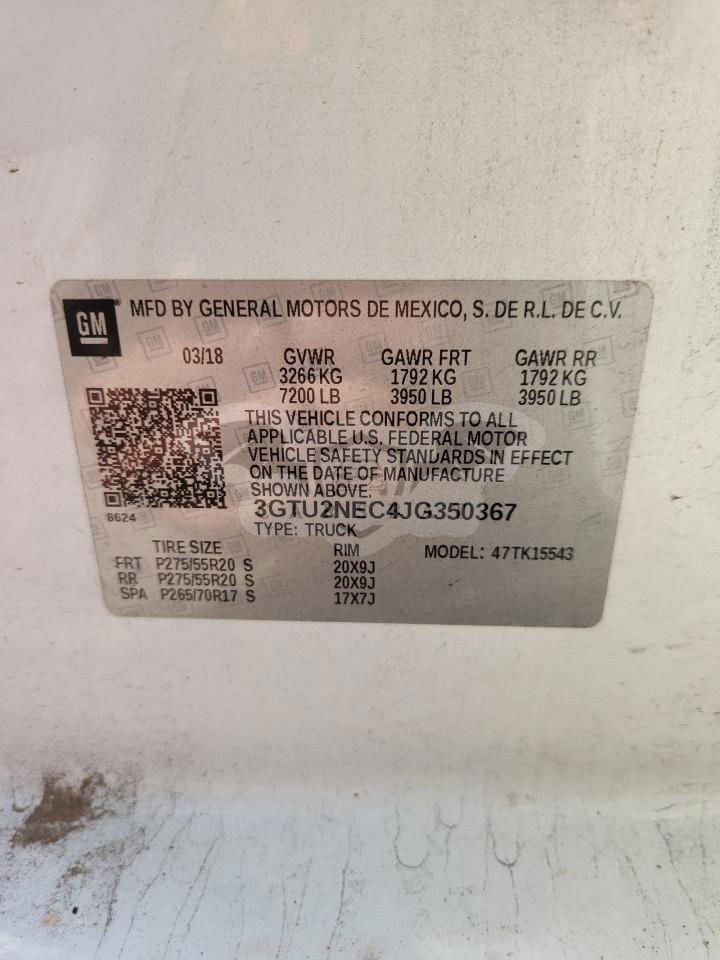 GM
MFD BY GENERAL MOTORS DE MEXICO, S. DE R.L. DE C.V.
03/18 GVWR GAWR FRT GAWR RR
3266 KG 1792 KG 1792 KG
7200 LB 3950 LB 3950 LB
THIS VEHICLE CONFORMS TO ALL
APPLICABLE U.S. FEDERAL MOTOR
VEHICLE SAFETY STANDARDS IN EFFECT
ON THE DATE OF MANUFACTURE
SHOWN ABOVE.
8624
3GTU2NEC4JG350367
TYPE: TRUCK
TIRE SIZE RIM MODEL: 47TK15543
FRT P275/55R20 S 20X9J
RR P275/55R20 S 20X9J
SPA P265/70R17 S 17X7J